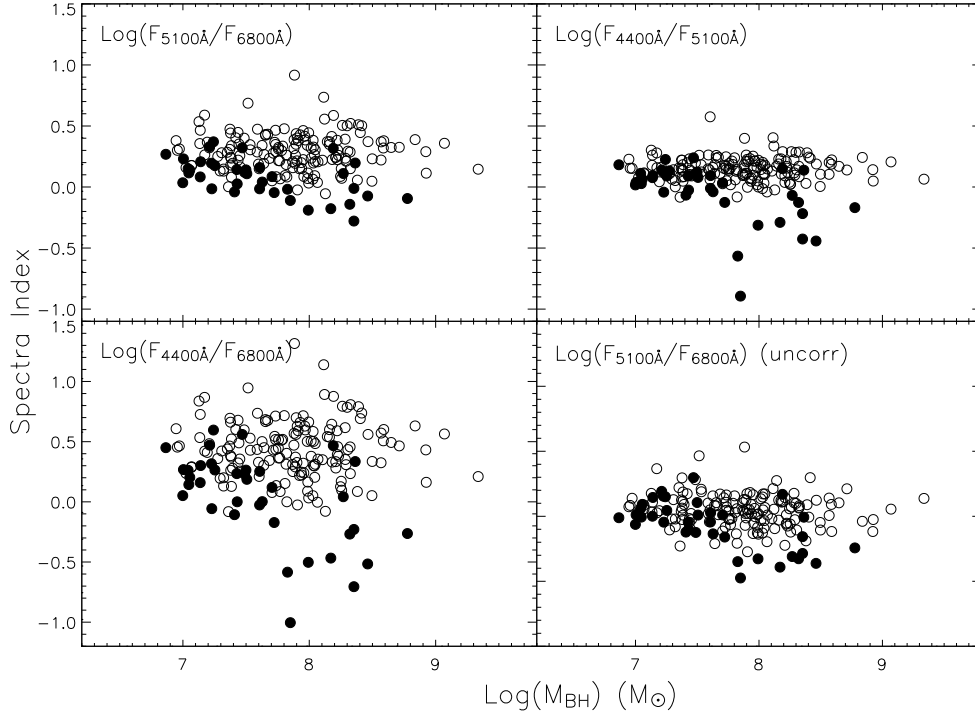 1.5
Log(F5100Å/F6800Å)
Log(F4400Å/F5100Å)
1.0
0.5
0.0
−0.5
−1.0
1.5
Log(F4400Å/F6800Å)
Log(F5100Å/F6800Å) (uncorr)
1.0
0.5
0.0
−0.5
−1.0
Spectra Index
7 8 9 7 8 9
Log(MBH) (M⊙)